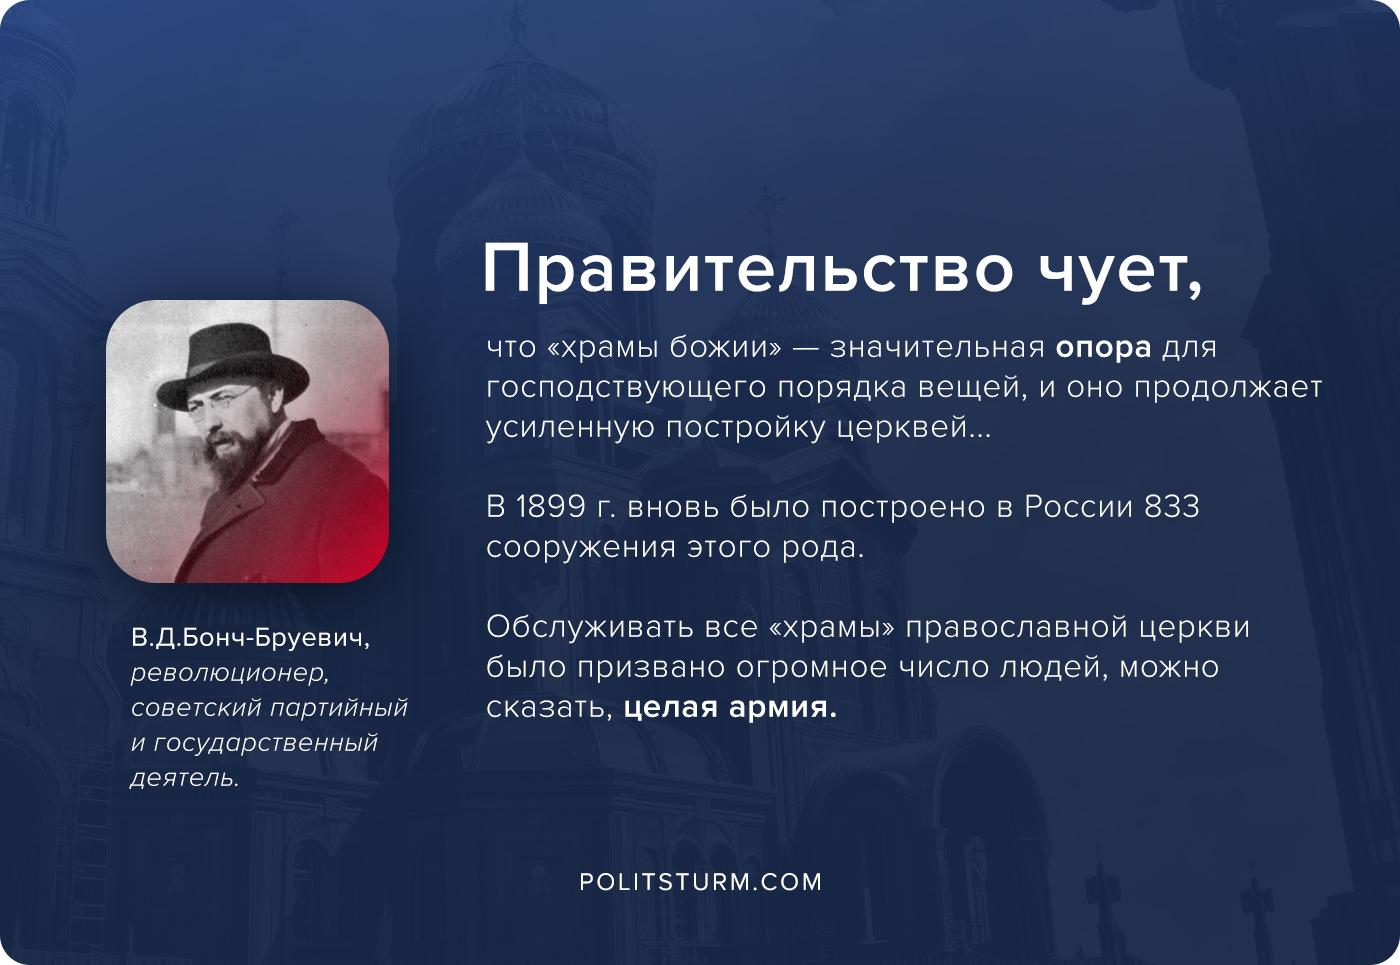 Правительство чует,
что «храмы божии» — значительная опора для
господствующего порядка вещей, и оно продолжает
усиленную постройку церквей...
В 1899 г. вновь было построено в России 833
сооружения этого рода.
Обслуживать все «храмы» православной церкви
было призвано огромное число людей, можно
сказать, целая армия.
В.Д.Бонч-Бруевич,
революционер,
советский партийный
и государственный
деятель.
POLITSTURM.COM